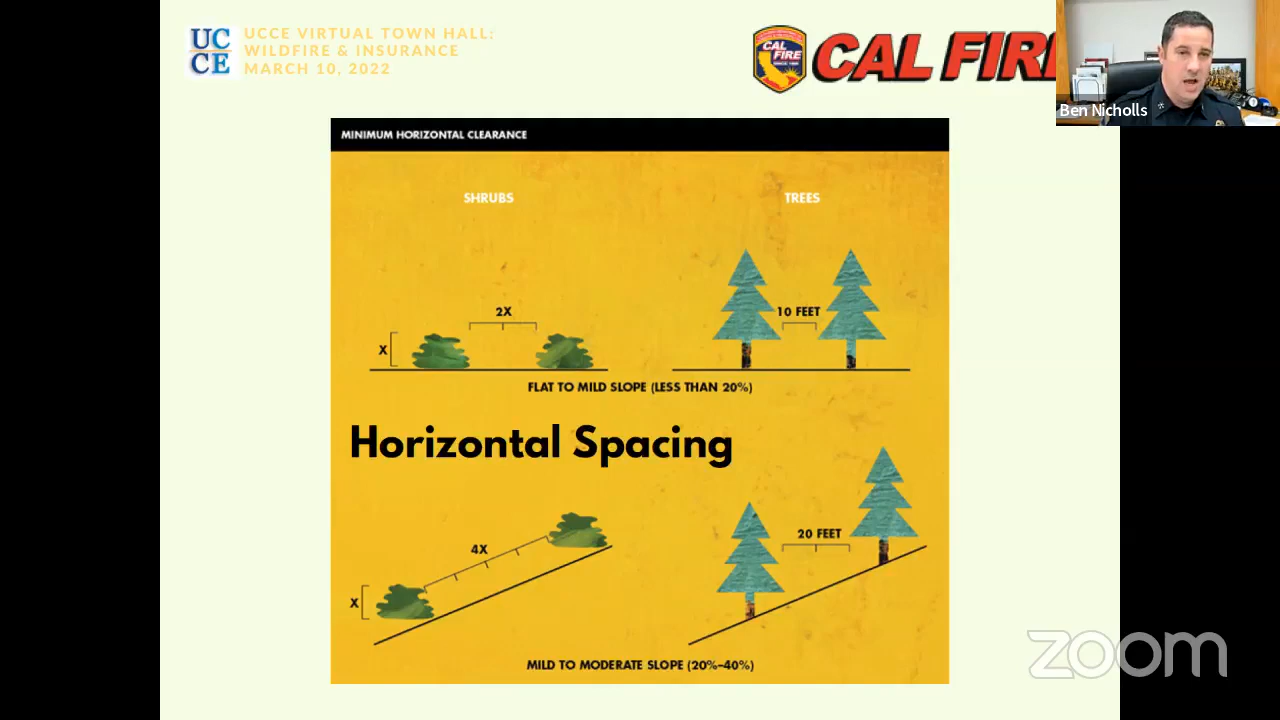 UC
CE
UCCE VIRTUAL TOWN HALL:
WILDFIRE & INSURANCE
MARCH 10, 2022
CAL
FIRE
CAL FIR
Ben Nicholls
MINIMUM HORIZONTAL CLEARANCE
SHRUBS
TREES
2X
10 FEET
X
FLAT TO MILD SLOPE (LESS THAN 20%)
Horizontal Spacing
4X
20 FEET
X
MILD TO MODERATE SLOPE (20%–40%)
zoom